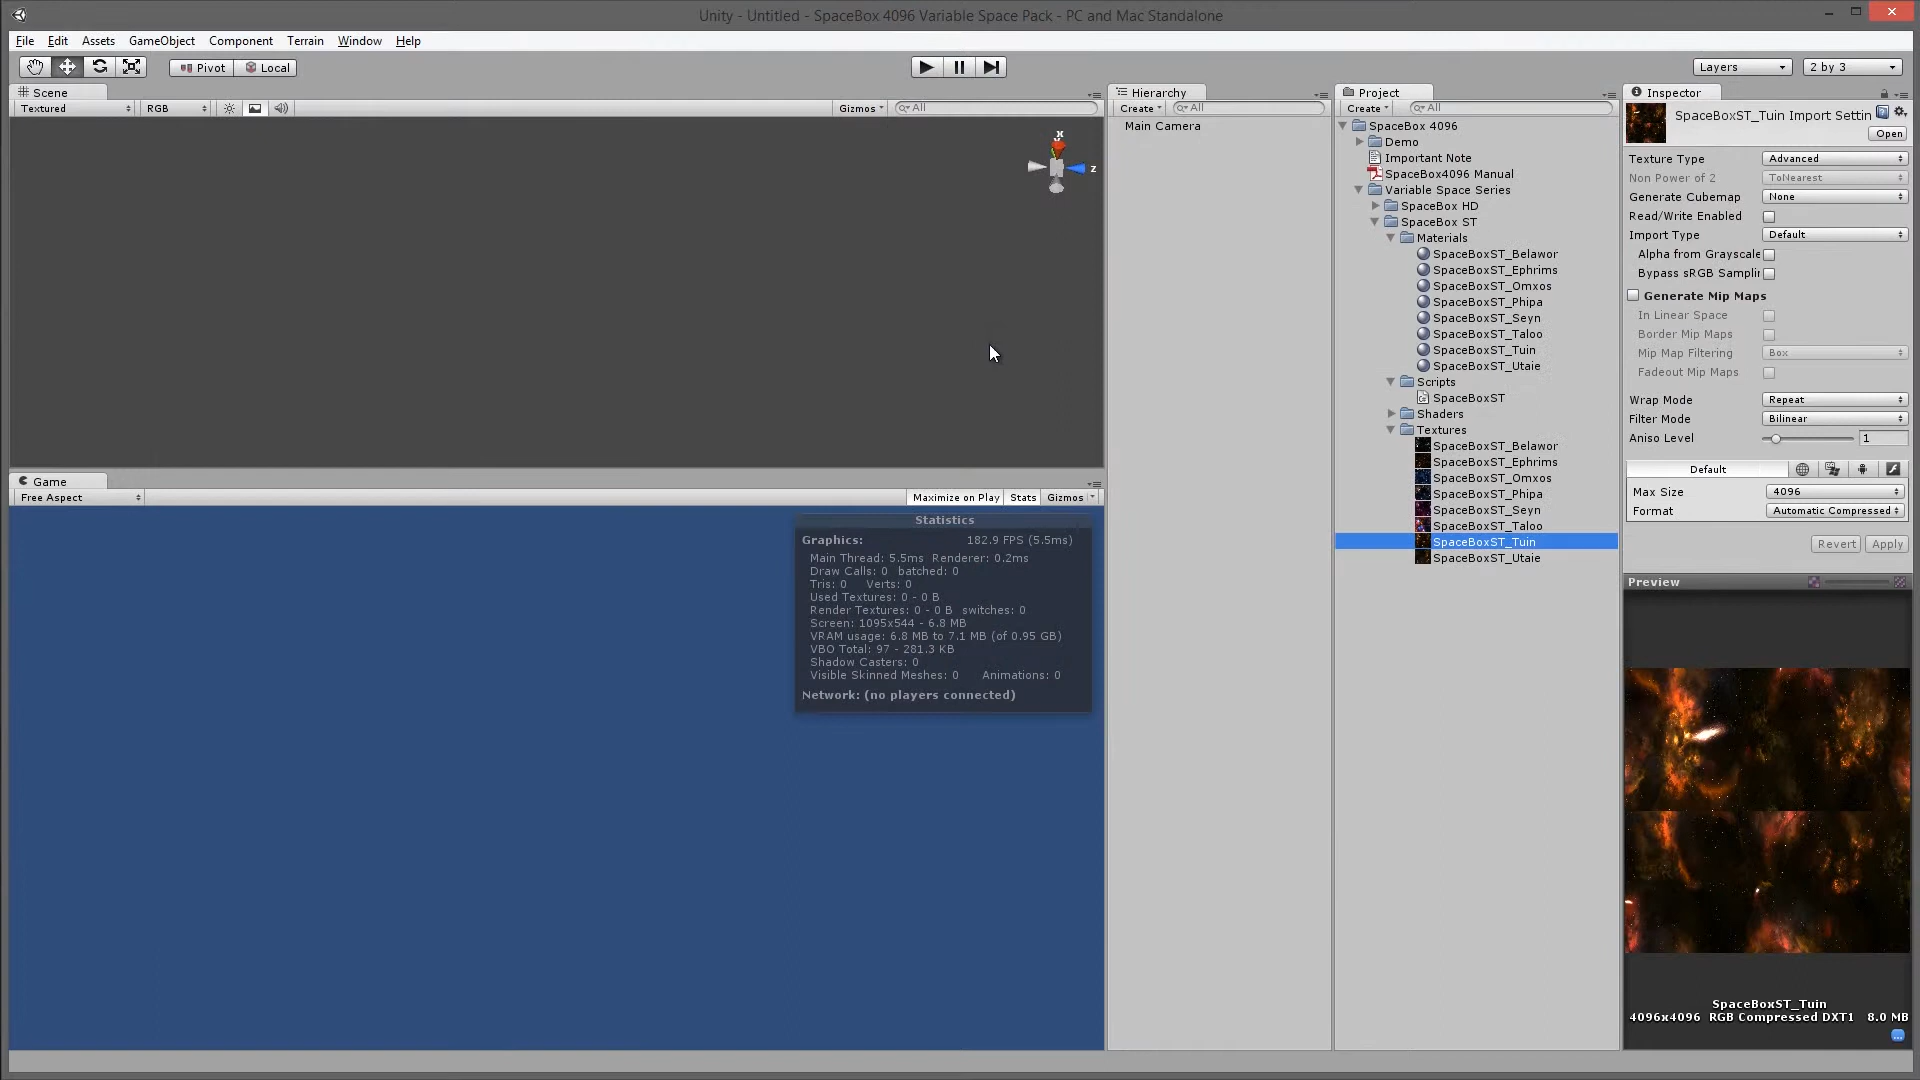 Unity - Untitled - SpaceBox 4096 Variable Space Pack - PC and Mac Standalone
File Edit Assets GameObject Component Terrain Window Help
Pivot Local
Layers 2 by 3
Scene
Textured RGB Gizmos All
x
z
Game
Free Aspect Maximize on Play Stats Gizmos
Statistics
Graphics: 182.9 FPS (5.5ms)
Main Thread: 5.5ms Renderer: 0.2ms
Draw Calls: 0 batched: 0
Tris: 0 Verts: 0
Used Textures: 0 - 0 B
Render Textures: 0 - 0 B switches: 0
Screen: 1095x544 - 6.8 MB
VRAM usage: 6.8 MB to 7.1 MB (of 0.95 GB)
VBO Total: 97 - 281.3 KB
Shadow Casters: 0
Visible Skinned Meshes: 0 Animations: 0
Network: (no players connected)
Hierarchy
Create All
Main Camera
Project
Create All
SpaceBox 4096
Demo
Important Note
SpaceBox4096 Manual
Variable Space Series
SpaceBox HD
SpaceBox ST
Materials
SpaceBoxST_Belawor
SpaceBoxST_Ephrims
SpaceBoxST_Omxos
SpaceBoxST_Phipa
SpaceBoxST_Seyn
SpaceBoxST_Taloo
SpaceBoxST_Tuin
SpaceBoxST_Utaie
Scripts
SpaceBoxST
Shaders
Textures
SpaceBoxST_Belawor
SpaceBoxST_Ephrims
SpaceBoxST_Omxos
SpaceBoxST_Phipa
SpaceBoxST_Seyn
SpaceBoxST_Taloo
SpaceBoxST_Tuin
SpaceBoxST_Utaie
Inspector
SpaceBoxST_Tuin Import Settin
Open
Texture Type Advanced
Non Power of 2 ToNearest
Generate Cubemap None
Read/Write Enabled
Import Type Default
Alpha from Grayscale
Bypass sRGB Samplin
Generate Mip Maps
In Linear Space
Border Mip Maps
Mip Map Filtering Box
Fadeout Mip Maps
Wrap Mode Repeat
Filter Mode Bilinear
Aniso Level 1
Default
Max Size 4096
Format Automatic Compressed
Revert Apply
Preview
SpaceBoxST_Tuin
4096x4096 RGB Compressed DXT1 8.0 MB